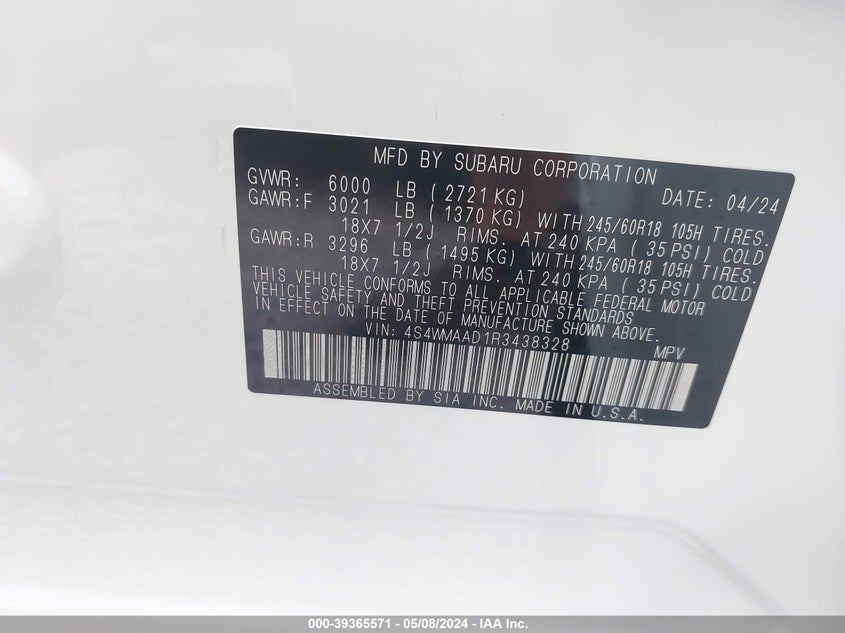 MFD BY SUBARU CORPORATION
GVWR: 6000 LB ( 2721 KG) DATE: 04/24
GAWR:F 3021 LB ( 1370 KG) WITH 245/60R18 105H TIRES.
18X7 1/2J RIMS. AT 240 KPA ( 35 PSI) COLD
GAWR:R 3296 LB ( 1495 KG) WITH 245/60R18 105H TIRES.
18X7 1/2J RIMS. AT 240 KPA ( 35 PSI) COLD
THIS VEHICLE CONFORMS TO ALL APPLICABLE FEDERAL MOTOR
VEHICLE SAFETY AND THEFT PREVENTION STANDARDS
IN EFFECT ON THE DATE OF MANUFACTURE SHOWN ABOVE.
VIN: 4S4WMAAD1R3438328 MPV
ASSEMBLED BY SIA INC. MADE IN U.S.A.
000-39365571 - 05/08/2024 - IAA Inc.